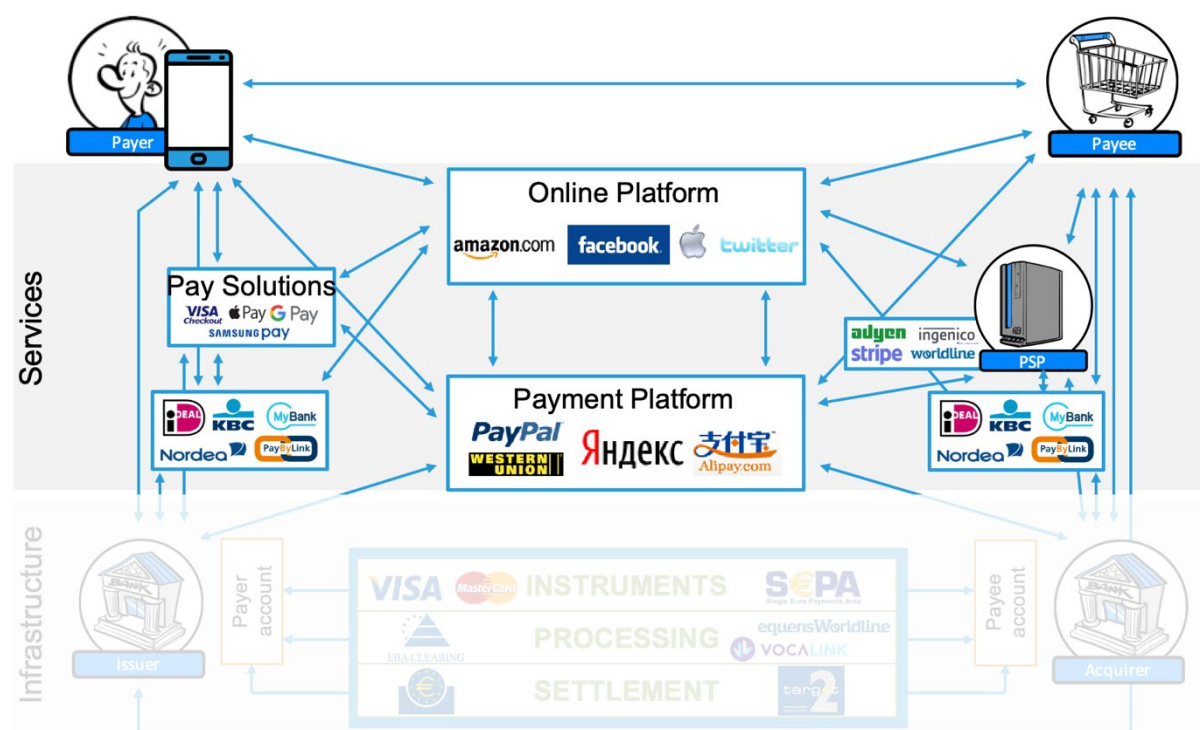 Payer
Payee
Services
Online Platform
amazon.com
facebook
twitter
Pay Solutions
VISA
Checkout
Pay
G Pay
SAMSUNG pay
adyen
ingenico
stripe
worldline
PSP
iDEAL
KBC
MyBank
Nordea
PayByLink
Payment Platform
PayPal
WESTERN
UNION
Яндекс
支付宝
Alipay.com
iDEAL
KBC
MyBank
Nordea
PayByLink
Infrastructure
BANK
Issuer
Payer
account
VISA
MasterCard
INSTRUMENTS
S€PA
Single Euro Payments Area
EBA CLEARING
PROCESSING
equensWorldline
VOCALINK
SETTLEMENT
target
2
Payee
account
BANK
Acquirer